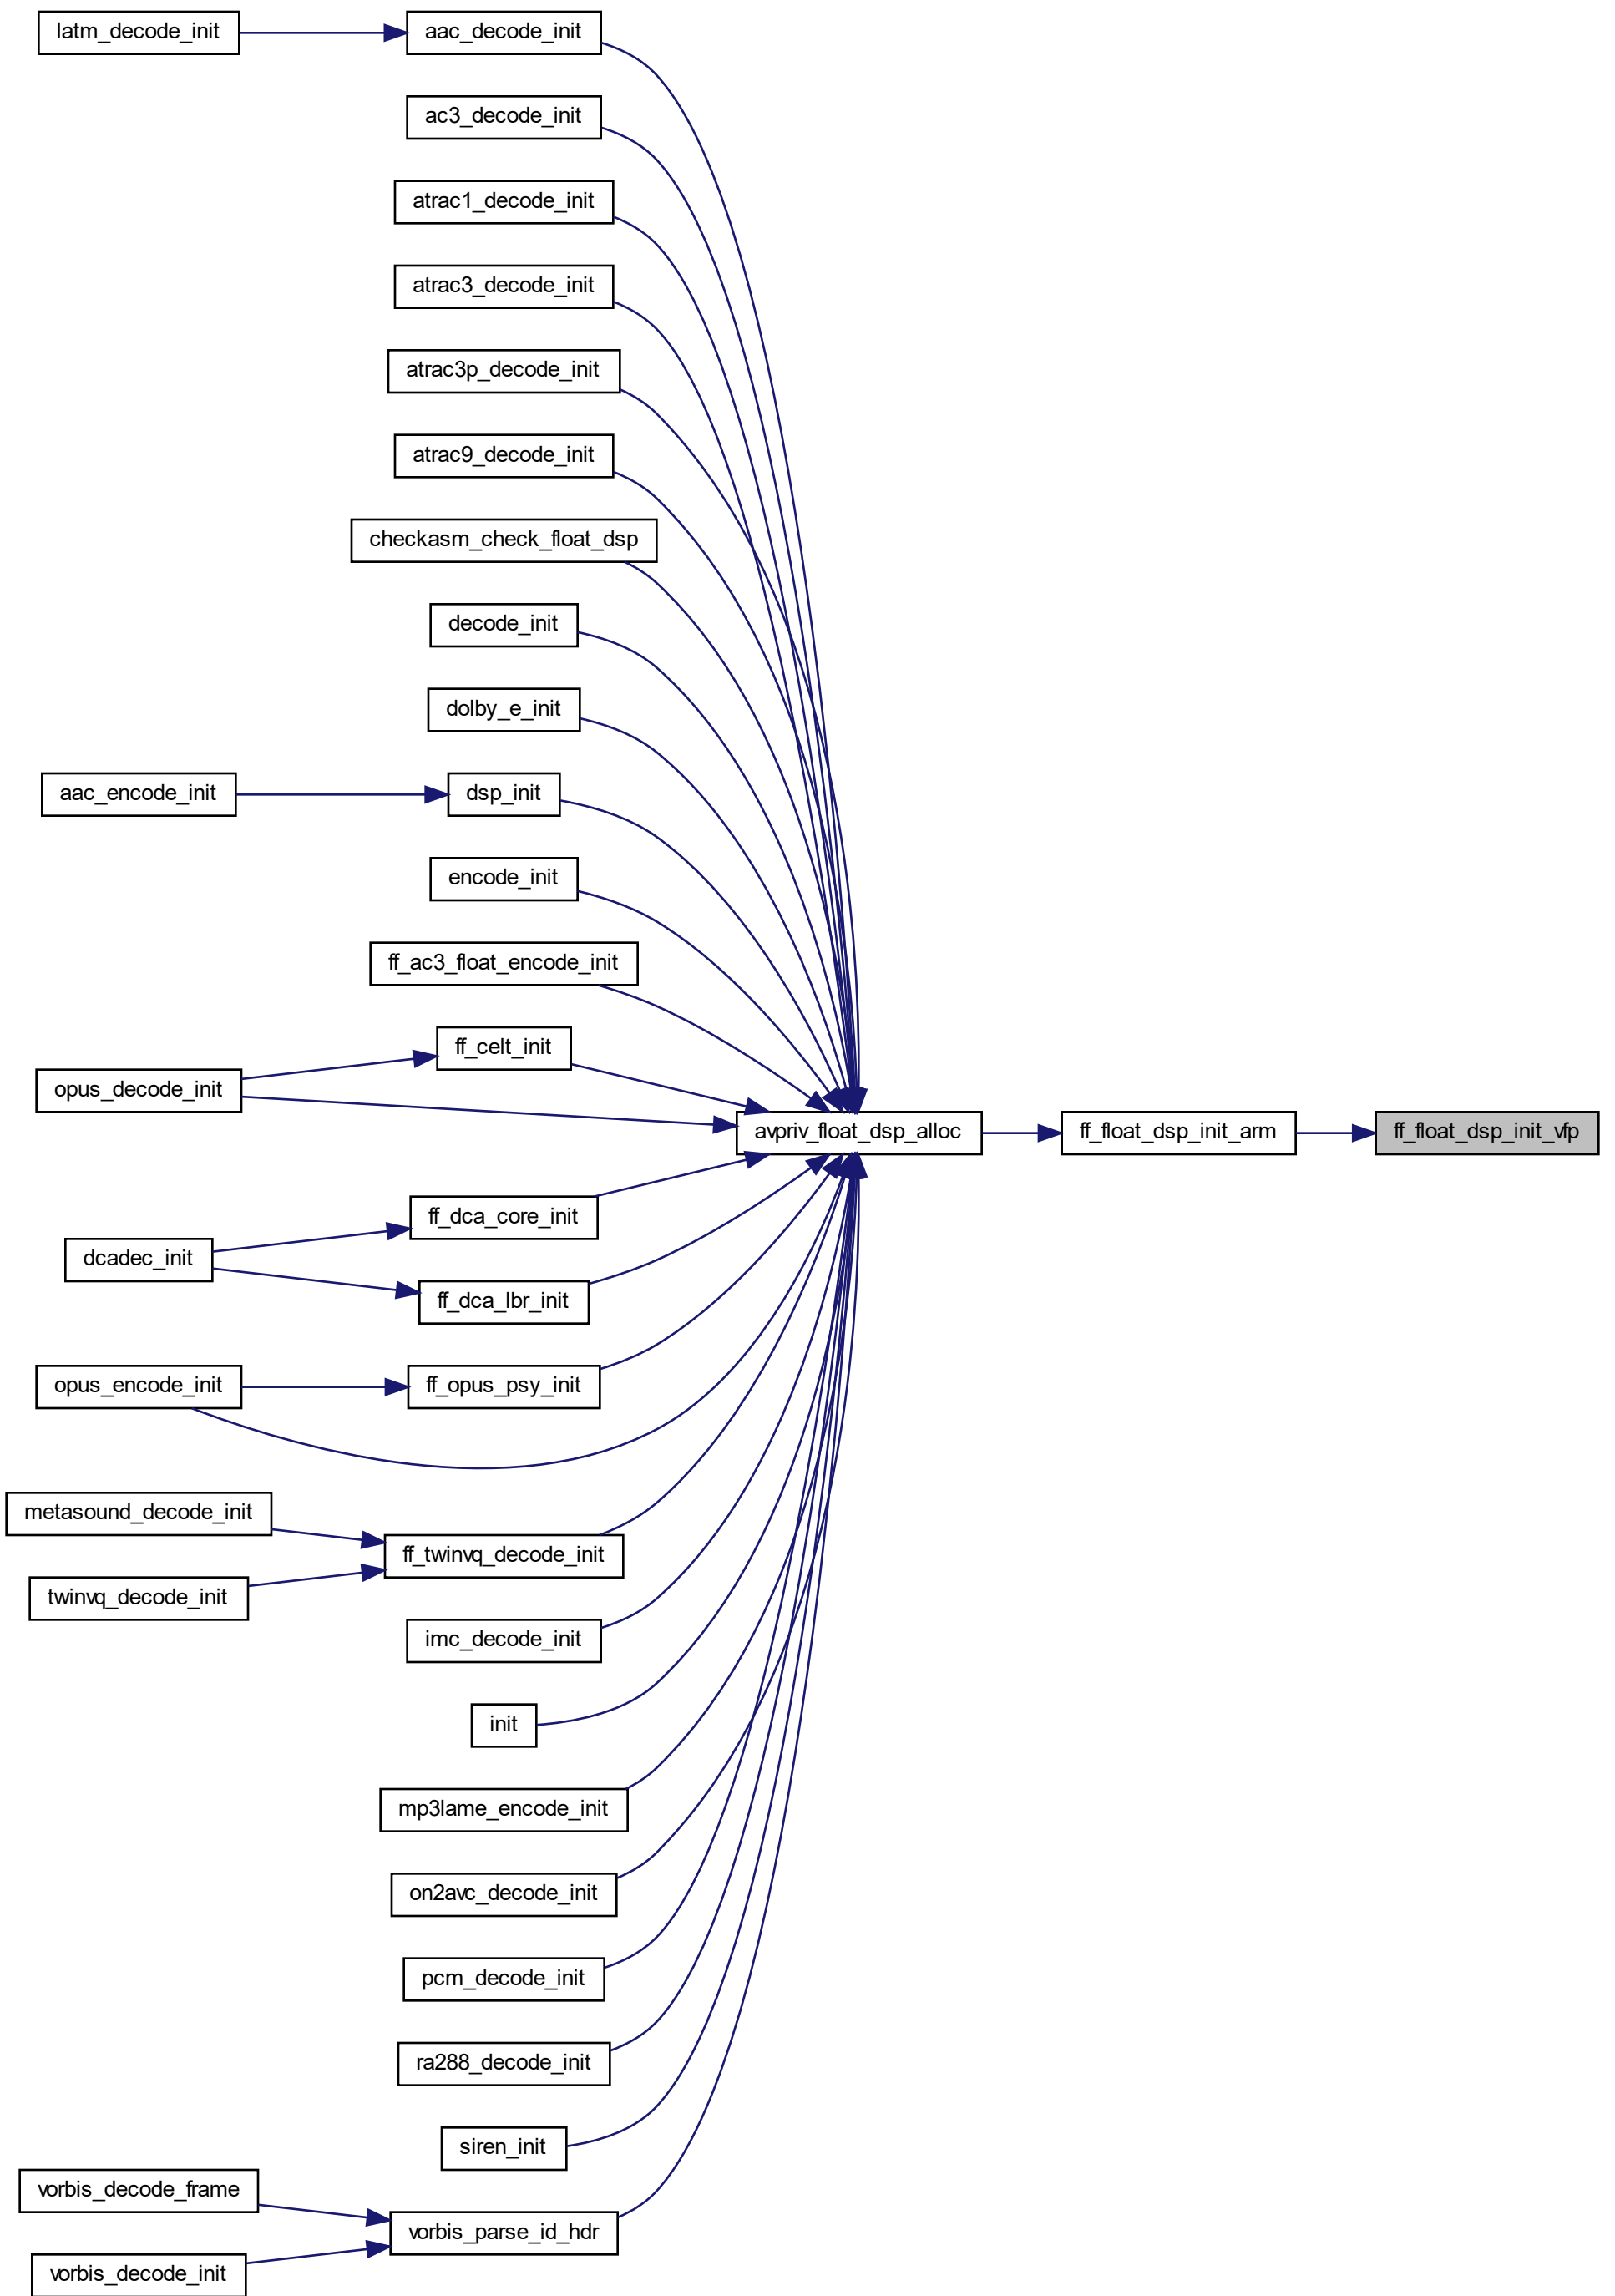 latm_decode_init
aac_decode_init
ac3_decode_init
atrac1_decode_init
atrac3_decode_init
atrac3p_decode_init
atrac9_decode_init
checkasm_check_float_dsp
decode_init
dolby_e_init
aac_encode_init
dsp_init
encode_init
ff_ac3_float_encode_init
ff_celt_init
opus_decode_init
avpriv_float_dsp_alloc
ff_float_dsp_init_arm
ff_float_dsp_init_vfp
ff_dca_core_init
dcadec_init
ff_dca_lbr_init
opus_encode_init
ff_opus_psy_init
metasound_decode_init
ff_twinvq_decode_init
twinvq_decode_init
imc_decode_init
init
mp3lame_encode_init
on2avc_decode_init
pcm_decode_init
ra288_decode_init
siren_init
vorbis_decode_frame
vorbis_parse_id_hdr
vorbis_decode_init